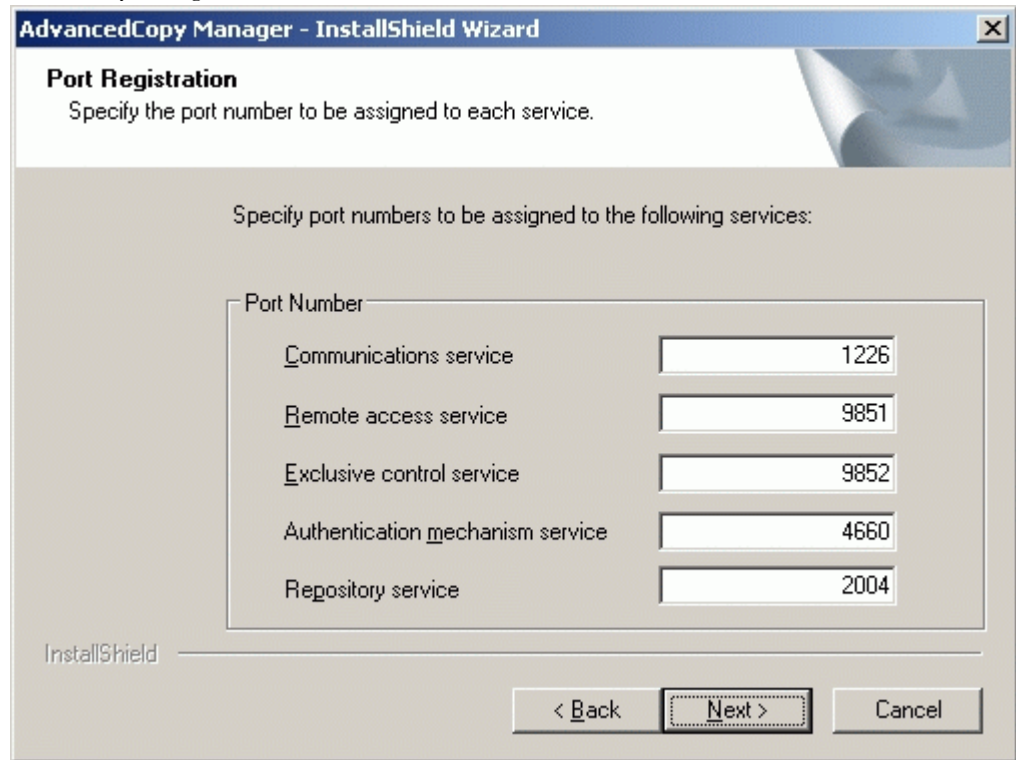 AdvancedCopy Manager - InstallShield Wizard
Port Registration
Specify the port number to be assigned to each service.
Specify port numbers to be assigned to the following services:
Port Number
Communications service 1226
Remote access service 9851
Exclusive control service 9852
Authentication mechanism service 4660
Repository service 2004
InstallShield
< Back Next > Cancel